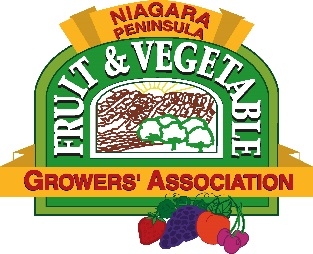 NIAGARA
PENINSULA
FRUIT & VEGETABLE
GROWERS' ASSOCIATION